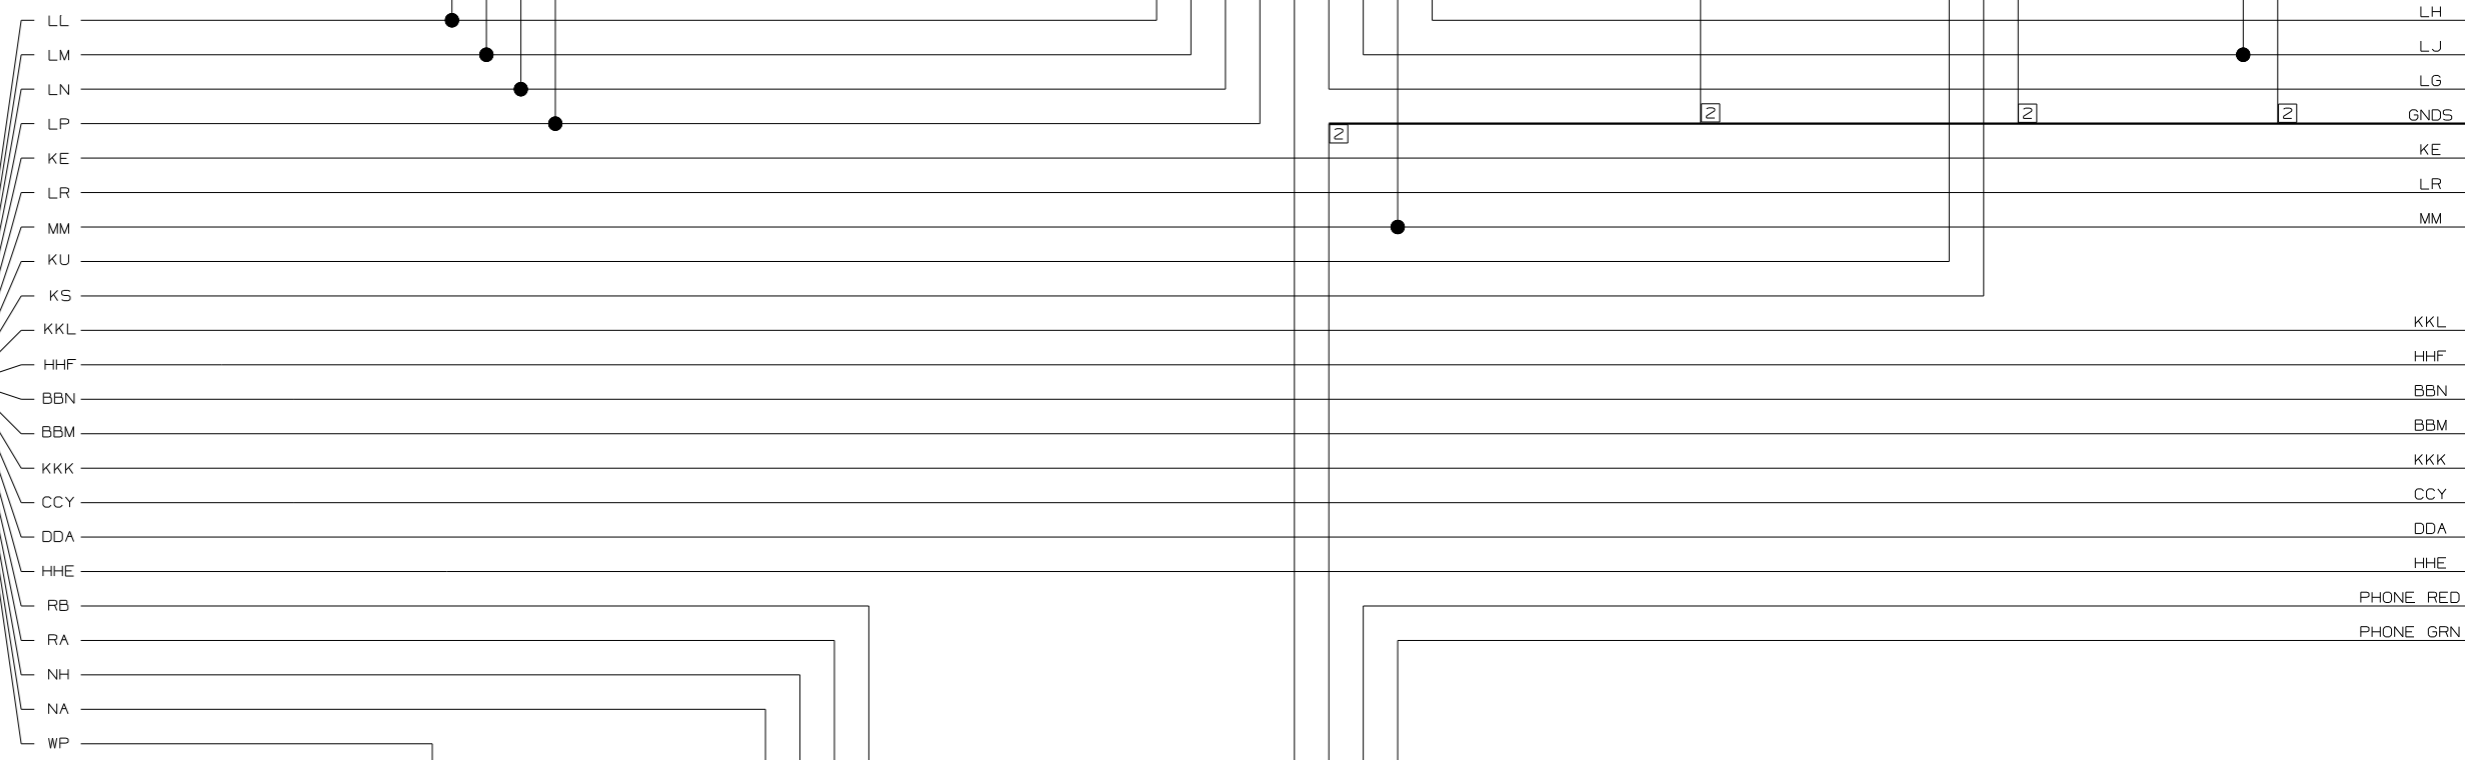 LL LH
LM LJ
LN LG
2 2 2
LP GNDS
2
KE KE
LR LR
MM MM
KU
KS
KKL KKL
HHF HHF
BBN BBN
BBM BBM
KKK KKK
CCY CCY
DDA DDA
HHE HHE
RB PHONE RED
RA PHONE GRN
NH
NA
WP